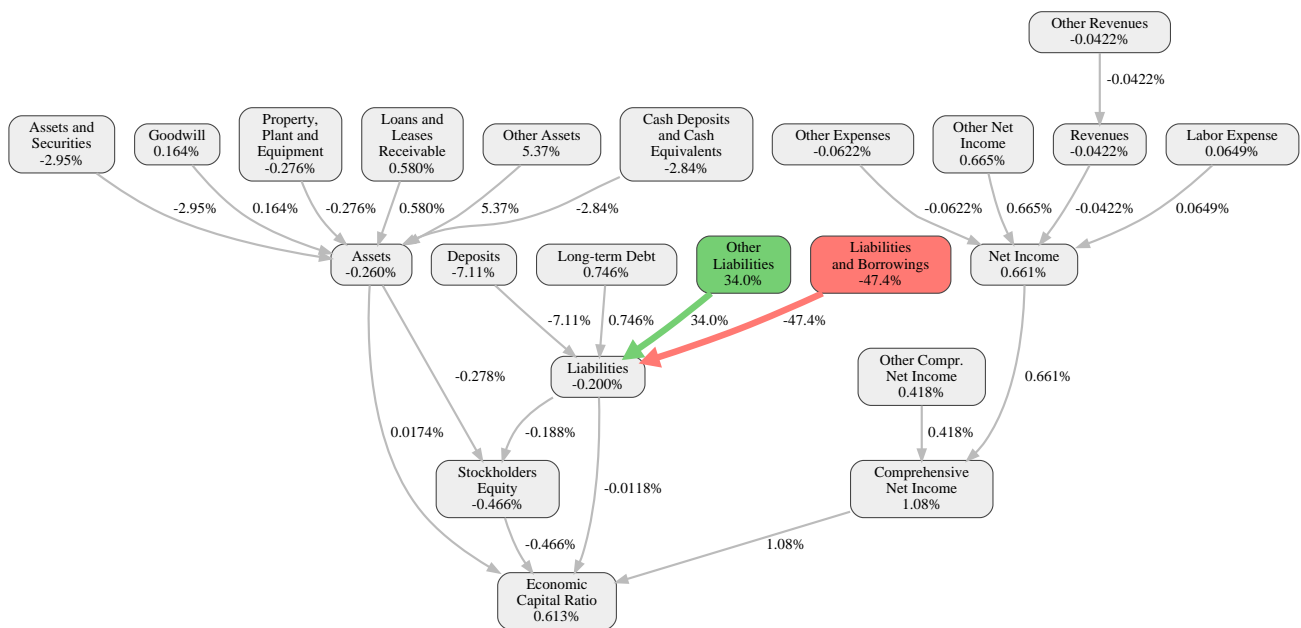 Other Revenues
-0.0422%
-0.0422%
Assets and
Securities
-2.95%
Goodwill
0.164%
Property,
Plant and
Equipment
-0.276%
Loans and
Leases
Receivable
0.580%
Other Assets
5.37%
Cash Deposits
and Cash
Equivalents
-2.84%
Other Expenses
-0.0622%
Other Net
Income
0.665%
Revenues
-0.0422%
Labor Expense
0.0649%
-2.95%
0.164%
-0.276%
0.580%
5.37%
-2.84%
-0.0622%
0.665%
-0.0422%
0.0649%
Assets
-0.260%
Deposits
-7.11%
Long-term Debt
0.746%
Other
Liabilities
34.0%
Liabilities
and Borrowings
-47.4%
Net Income
0.661%
-7.11%
0.746%
34.0%
-47.4%
Liabilities
-0.200%
Other Compr.
Net Income
0.418%
-0.278%
0.661%
0.0174%
-0.188%
0.418%
Stockholders
Equity
-0.466%
-0.0118%
Comprehensive
Net Income
1.08%
-0.466%
1.08%
Economic
Capital Ratio
0.613%